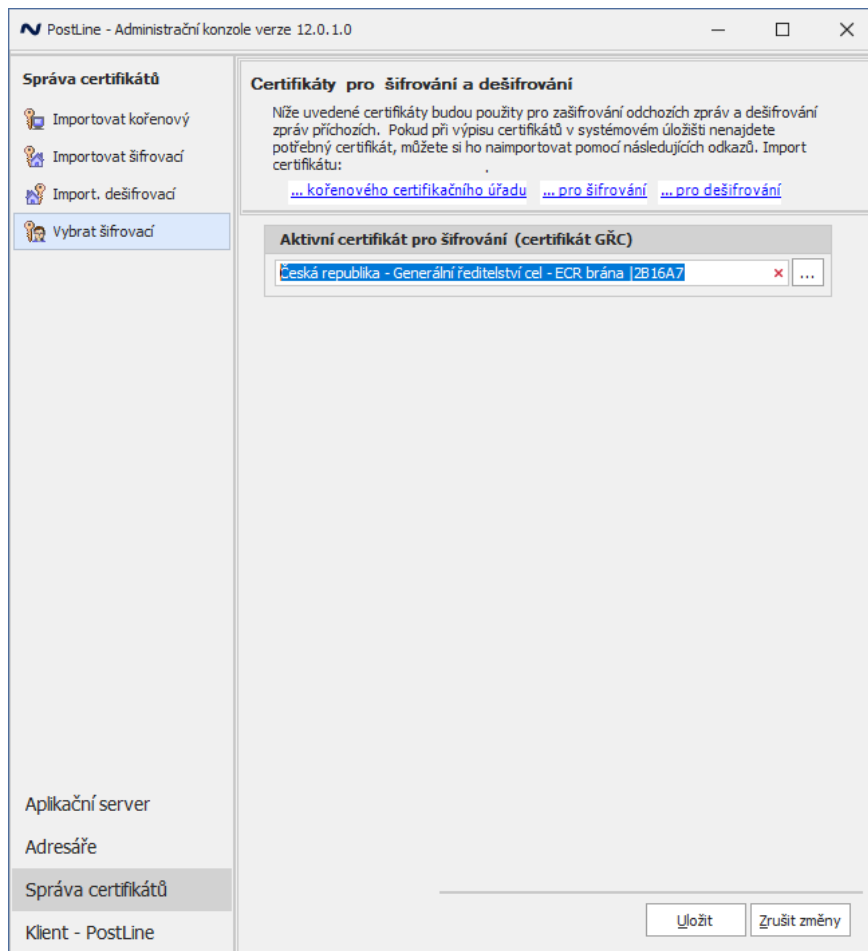 PostLine - Administrační konzole verze 12.0.1.0
Správa certifikátů
Importovat kořenový
Importovat šifrovací
Import. dešifrovací
Vybrat šifrovací
Certifikáty pro šifrování a dešifrování
Níže uvedené certifikáty budou použity pro zašifrování odchozích zpráv a dešifrování
zpráv příchozích. Pokud při výpisu certifikátů v systémovém úložišti nenajdete
potřebný certifikát, můžete si ho naimportovat pomocí následujících odkazů. Import
certifikátu: .
... kořenového certifikačního úřadu ... pro šifrování ... pro dešifrování
Aktivní certifikát pro šifrování (certifikát GŘC)
Česká republika - Generální ředitelství cel - ECR brána |2B16A7
...
Aplikační server
Adresáře
Správa certifikátů
Klient - PostLine
Uložit Zrušit změny